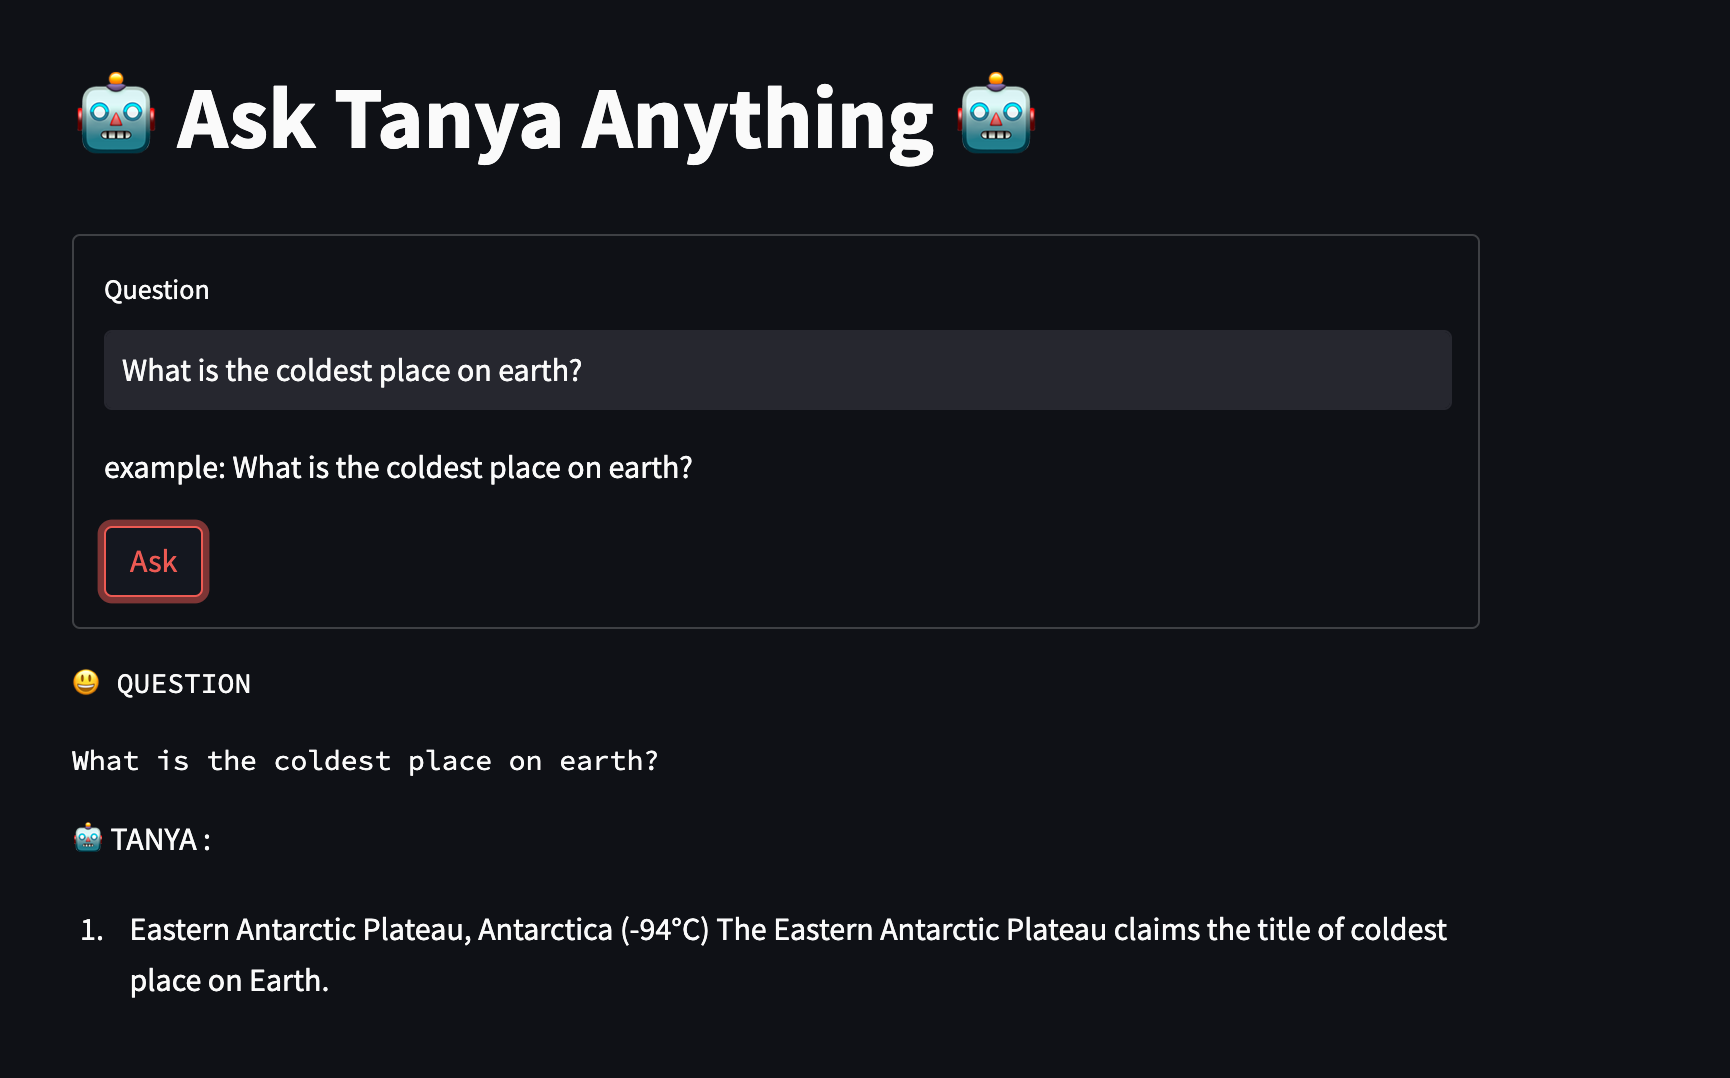 🤖 Ask Tanya Anything 🤖
Question
What is the coldest place on earth?
example: What is the coldest place on earth?
Ask
😃 QUESTION
What is the coldest place on earth?
🤖 TANYA :
1. Eastern Antarctic Plateau, Antarctica (-94°C) The Eastern Antarctic Plateau claims the title of coldest
place on Earth.